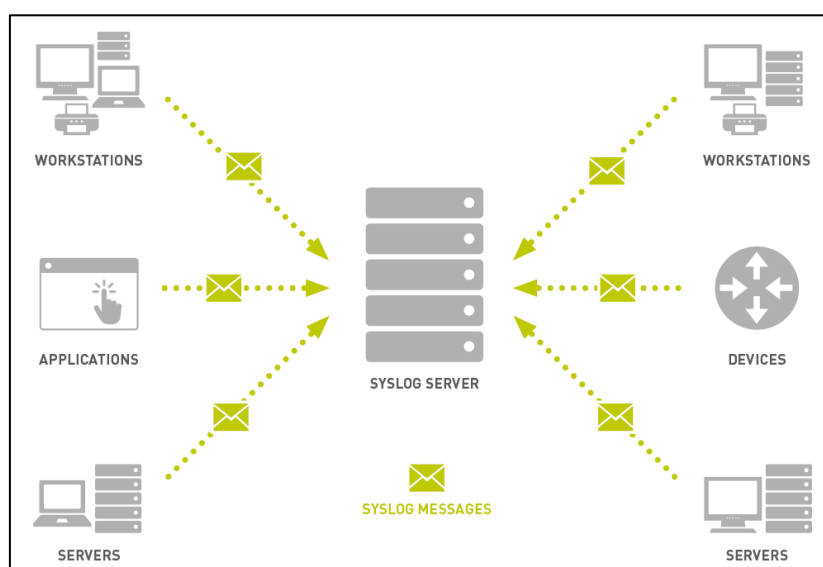 WORKSTATIONS
WORKSTATIONS
APPLICATIONS
DEVICES
SYSLOG SERVER
SYSLOG MESSAGES
SERVERS
SERVERS